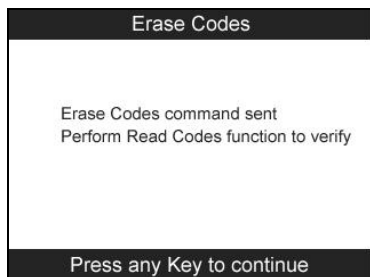 Erase Codes
Erase Codes command sent
Perform Read Codes function to verify
Press any Key to continue